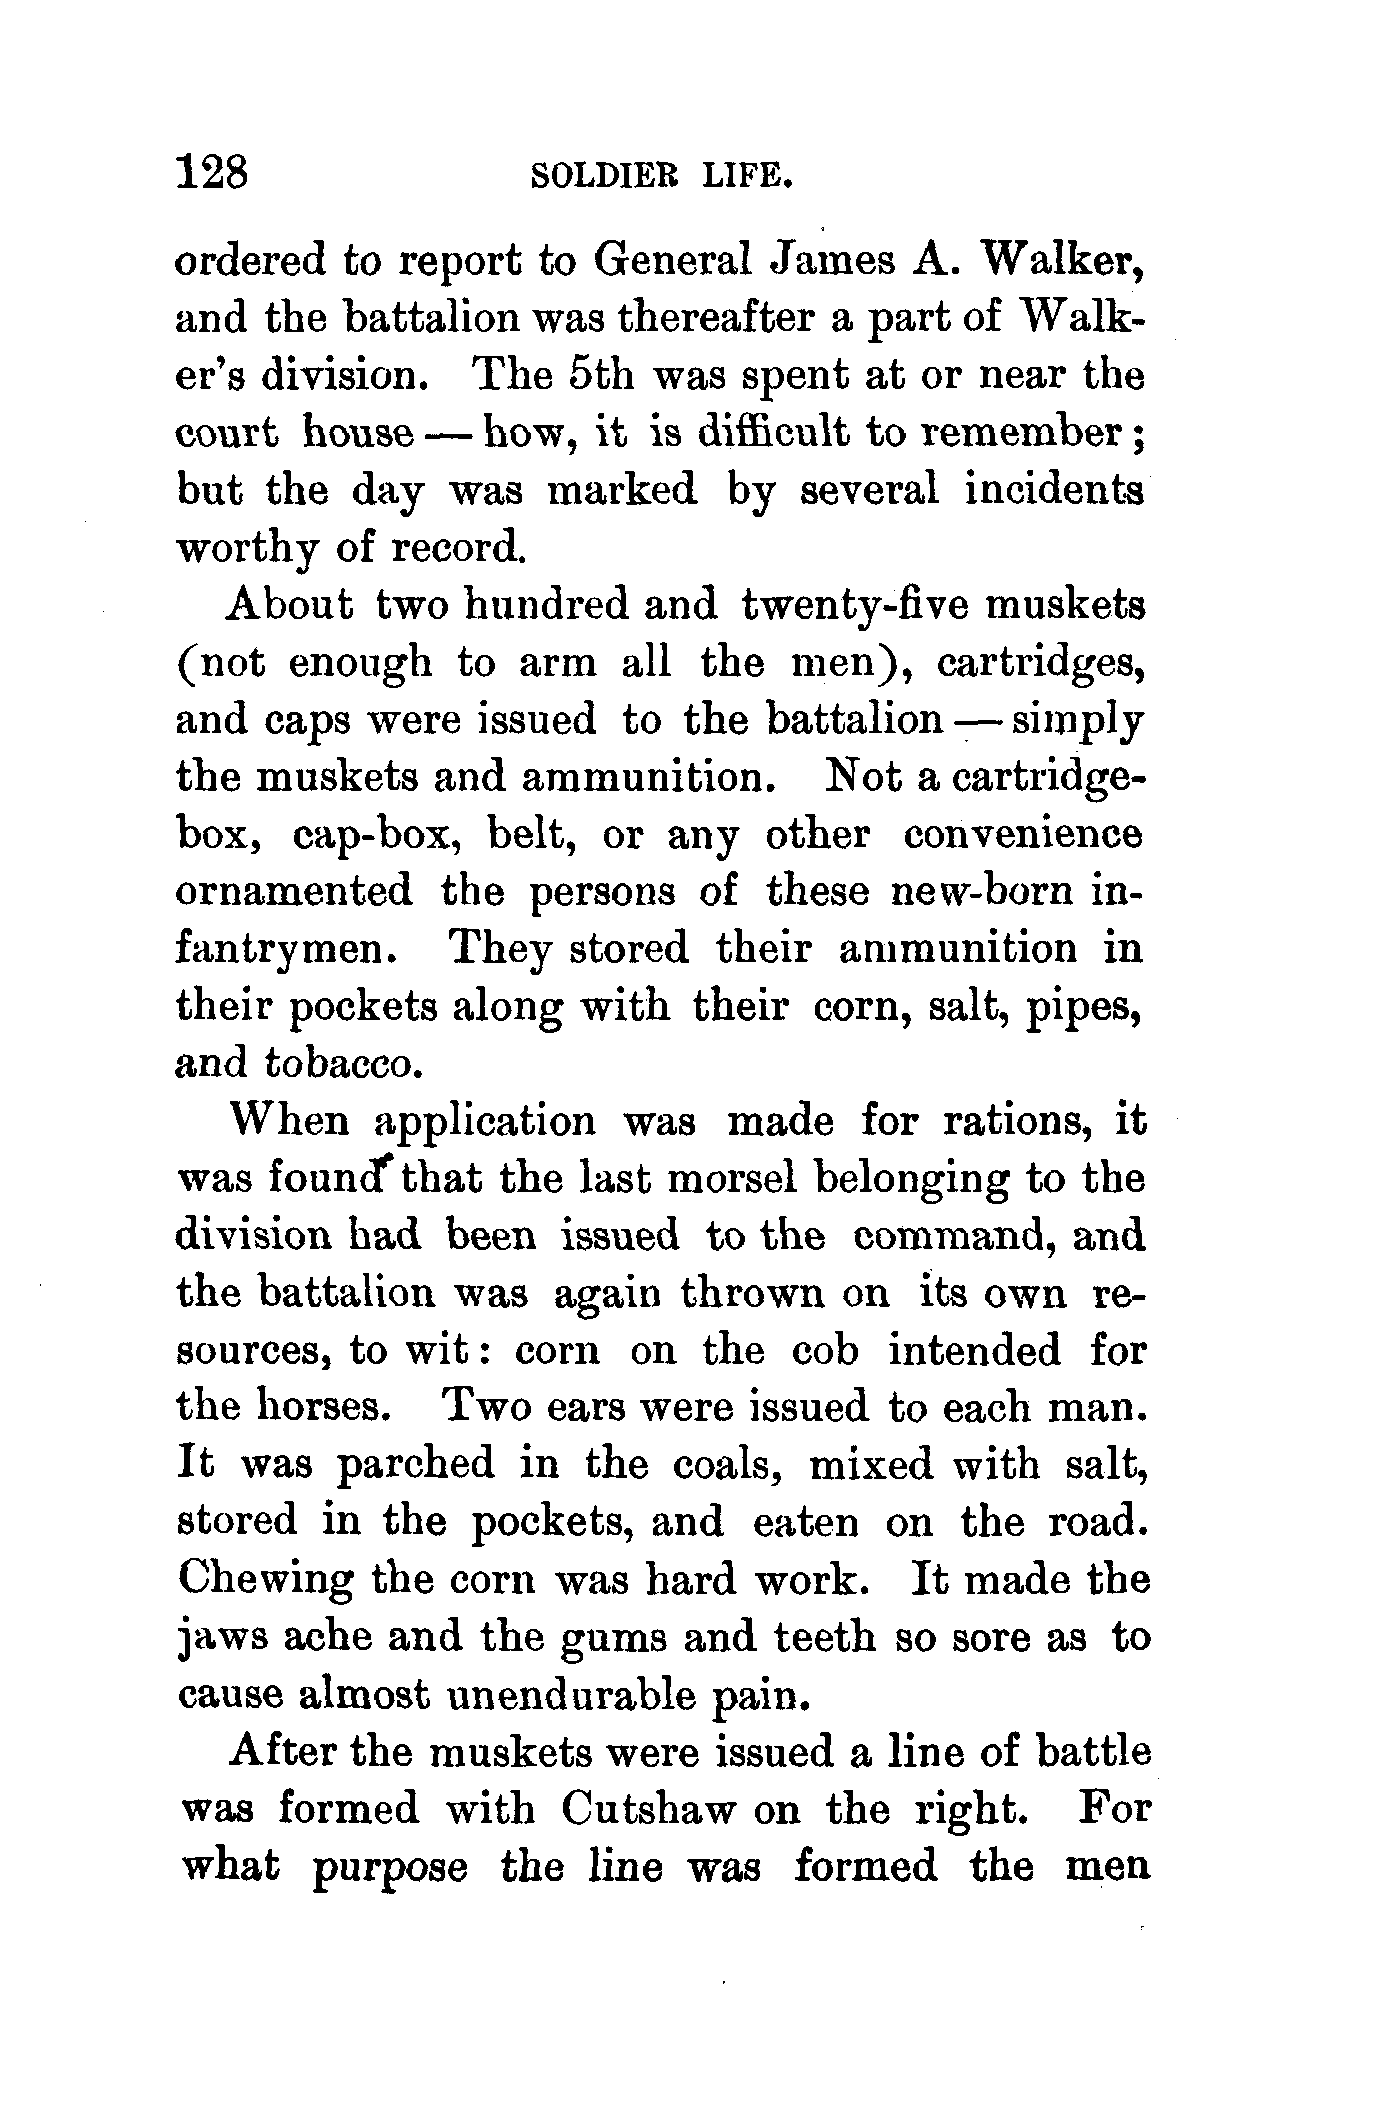 128 SOLDIER LIFE.
ordered to report to General James A. Walker,
and the battalion was thereafter a part of Walk-
er's division. The 5th was spent at or near the
court house — how, it is difficult to remember;
but the day was marked by several incidents
worthy of record.
About two hundred and twenty-five muskets
(not enough to arm all the men), cartridges,
and caps were issued to the battalion — simply
the muskets and ammunition. Not a cartridge-
box, cap-box, belt, or any other convenience
ornamented the persons of these new-born in-
fantrymen. They stored their ammunition in
their pockets along with their corn, salt, pipes,
and tobacco.
When application was made for rations, it
was found that the last morsel belonging to the
division had been issued to the command, and
the battalion was again thrown on its own re-
sources, to wit: corn on the cob intended for
the horses. Two ears were issued to each man.
It was parched in the coals, mixed with salt,
stored in the pockets, and eaten on the road.
Chewing the corn was hard work. It made the
jaws ache and the gums and teeth so sore as to
cause almost unendurable pain.
After the muskets were issued a line of battle
was formed with Cutshaw on the right. For
what purpose the line was formed the men